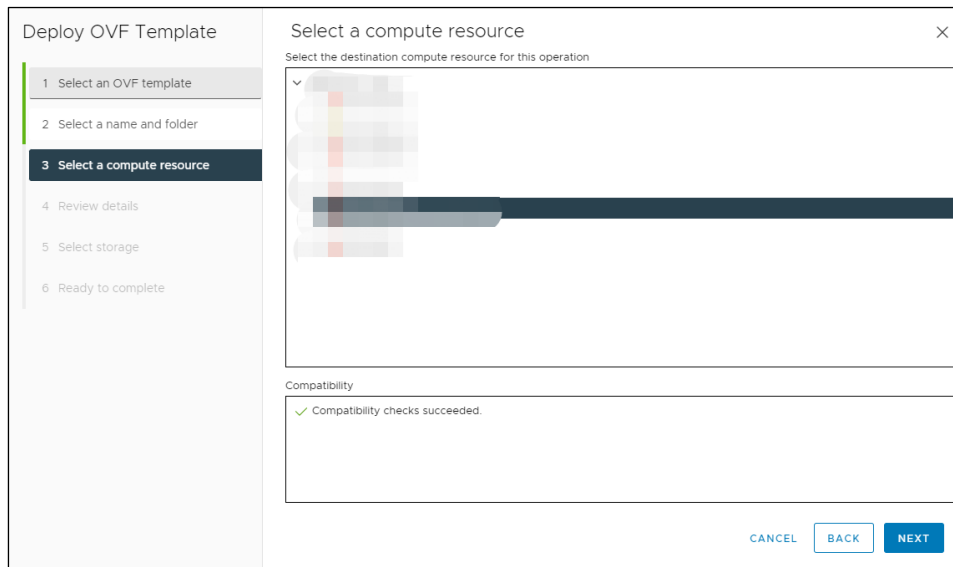 Deploy OVF Template
1 Select an OVF template
2 Select a name and folder
3 Select a compute resource
4 Review details
5 Select storage
6 Ready to complete
Select a compute resource
Select the destination compute resource for this operation
Compatibility
Compatibility checks succeeded.
CANCEL
BACK
NEXT